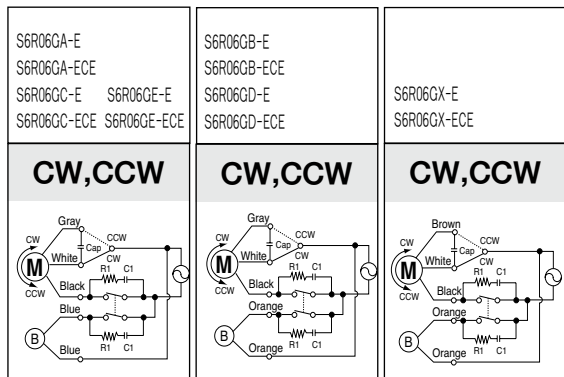 S6R06GA-E
S6R06GA-ECE
S6R06GC-E S6R06GE-E
S6R06GC-ECE S6R06GE-ECE
CW,CCW
Gray
CW
CCW
Cap
CW
White
M
R1 C1
CCW
Black
Blue
B
R1 C1
Blue
S6R06GB-E
S6R06GB-ECE
S6R06GD-E
S6R06GD-ECE
CW,CCW
Gray
CW
CCW
Cap
CW
White
M
R1 C1
CCW
Black
Orange
B
R1 C1
Orange
S6R06GX-E
S6R06GX-ECE
CW,CCW
Brown
CW
CCW
Cap
CW
White
M
R1 C1
CCW
Black
Orange
B
R1 C1
Orange